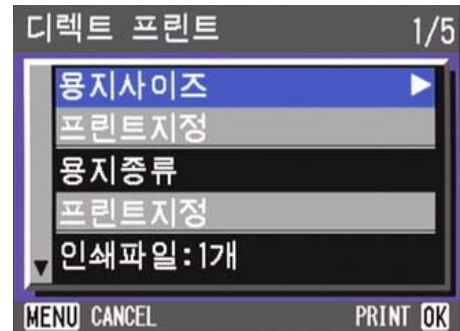 디렉트 프린트 1/5
용지사이즈
프린트지정
용지종류
프린트지정
인쇄파일:1개
MENU CANCEL PRINT OK